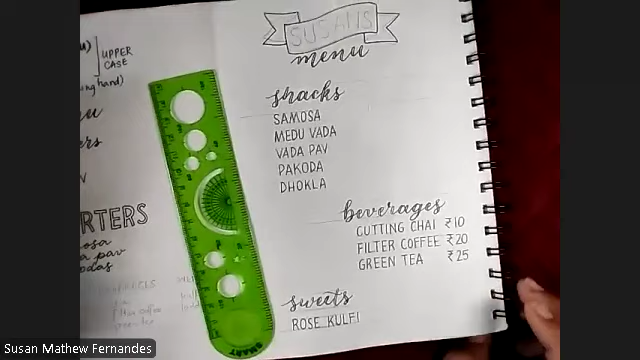 UPPER
CASE
SUSAN'S
menu
snacks
SAMOSA
MEDU VADA
VADA PAV
PAKODA
DHOKLA
beverages
CUTTING CHAI ₹10
FILTER COFFEE ₹20
GREEN TEA ₹25
sweets
ROSE KULFI
SMART
Susan Mathew Fernandes